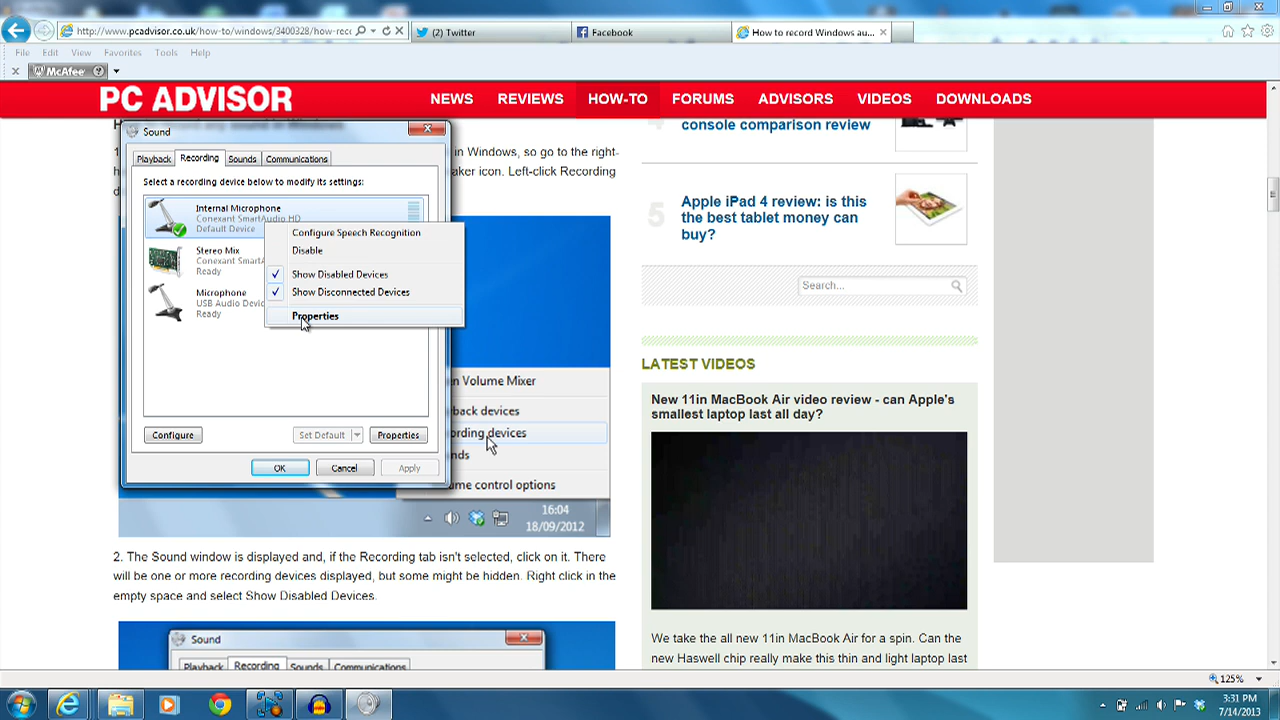 http://www.pcadvisor.co.uk/how-to/windows/3400328/how-rec
(2) Twitter
Facebook
How to record Windows au...
File Edit View Favorites Tools Help
McAfee
PC ADVISOR
NEWS REVIEWS HOW-TO FORUMS ADVISORS VIDEOS DOWNLOADS
Sound
Playback Recording Sounds Communications
Select a recording device below to modify its settings:
Internal Microphone
Conexant SmartAudio HD
Default Device
Stereo Mix
Conexant SmartA
Ready
Microphone
USB Audio Devic
Ready
Configure Speech Recognition
Disable
Show Disabled Devices
Show Disconnected Devices
Properties
Configure Set Default Properties
OK Cancel Apply
in Windows, so go to the right-
aker icon. Left-click Recording
en Volume Mixer
yback devices
ording devices
nds
ume control options
16:04
18/09/2012
2. The Sound window is displayed and, if the Recording tab isn't selected, click on it. There
will be one or more recording devices displayed, but some might be hidden. Right click in the
empty space and select Show Disabled Devices.
Sound
Playback Recording Sounds Communications
4 console comparison review
5 Apple iPad 4 review: is this
the best tablet money can
buy?
Search...
LATEST VIDEOS
New 11in MacBook Air video review - can Apple's
smallest laptop last all day?
We take the all new 11in MacBook Air for a spin. Can the
new Haswell chip really make this thin and light laptop last
125%
3:31 PM
7/14/2013